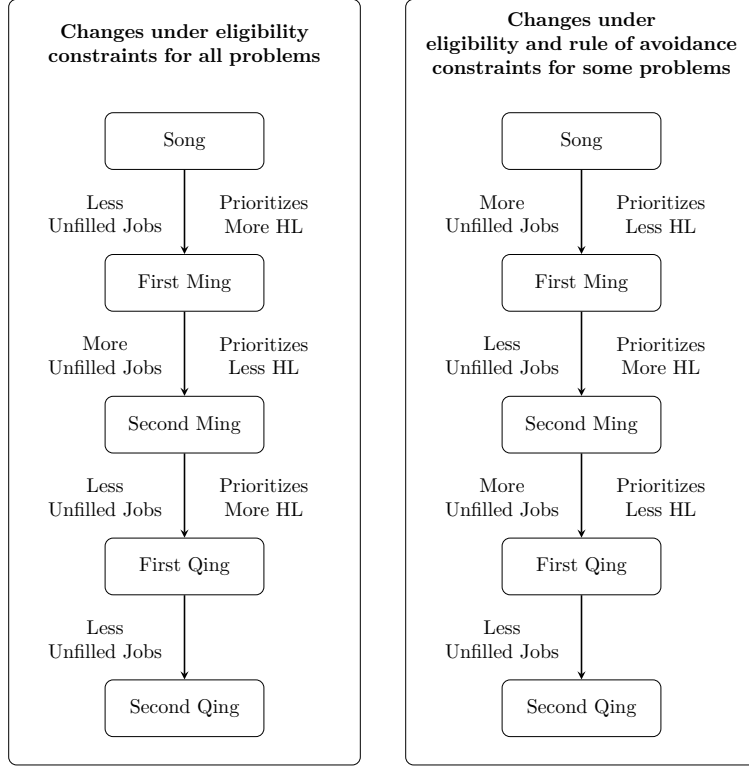 Changes under eligibility
constraints for all problems
Song
Less
Unfilled Jobs
Prioritizes
More HL
First Ming
More
Unfilled Jobs
Prioritizes
Less HL
Second Ming
Less
Unfilled Jobs
Prioritizes
More HL
First Qing
Less
Unfilled Jobs
Second Qing
Changes under
eligibility and rule of avoidance
constraints for some problems
Song
More
Unfilled Jobs
Prioritizes
Less HL
First Ming
Less
Unfilled Jobs
Prioritizes
More HL
Second Ming
More
Unfilled Jobs
Prioritizes
Less HL
First Qing
Less
Unfilled Jobs
Second Qing